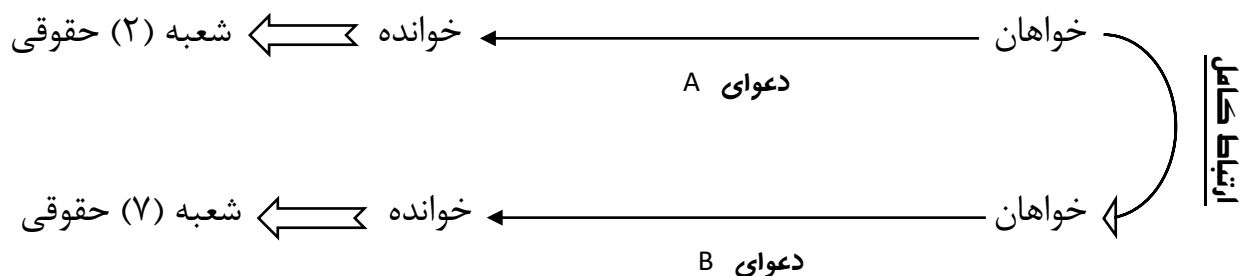 خواهان خوانده شعبه (۲) حقوقی
دعوای A
ارتباط کامل
خواهان خوانده شعبه (۷) حقوقی
دعوای B